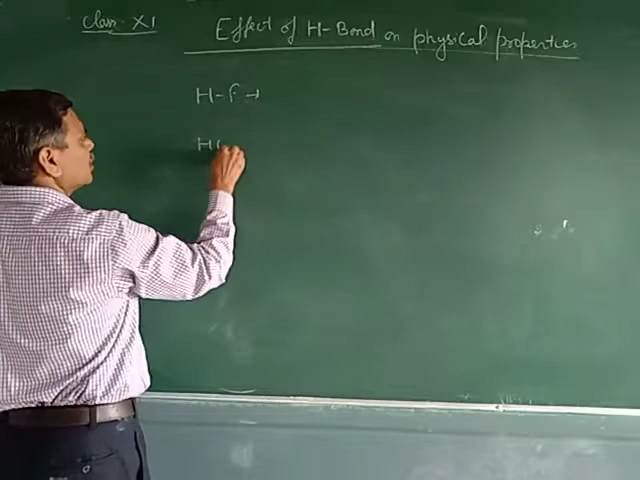 Class- XI
Effect of H-Bond on physical properties
H-F →
H